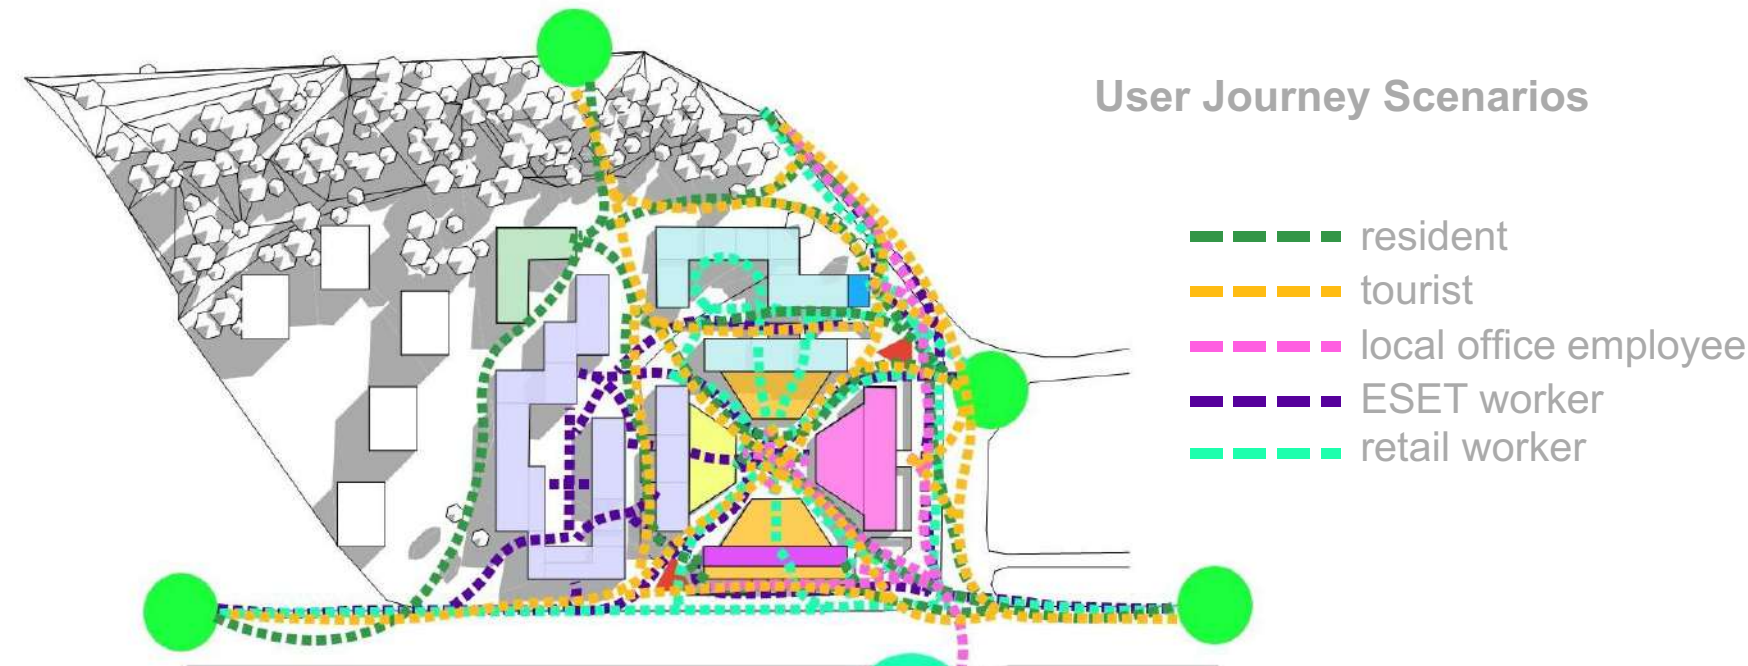 User Journey Scenarios
resident
tourist
local office employee
ESET worker
retail worker